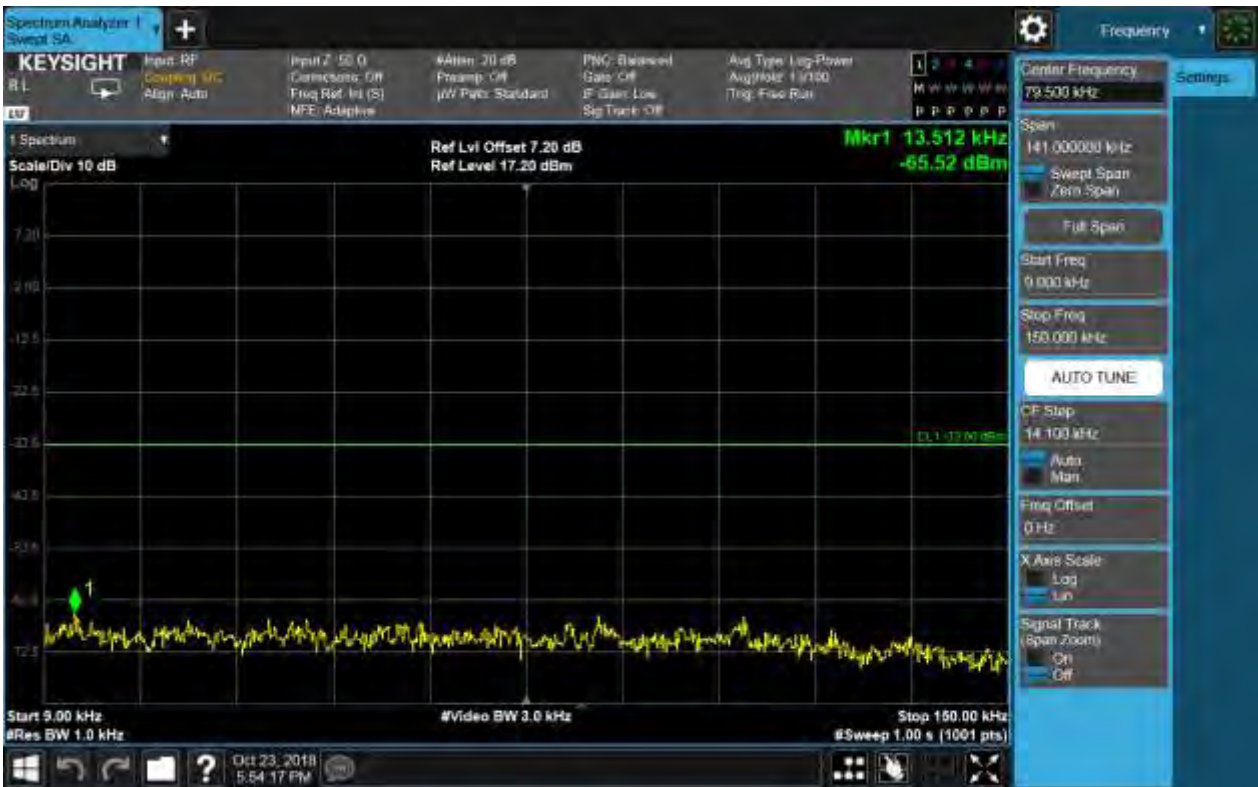 Spectrum Analyzer 1
Swept SA
Frequency
KEYSIGHT
Input: RF
Coupling: DC
Align: Auto
Input Z: 50 Ω
Corrections: Off
Freq Ref: Int (S)
NFE: Adaptive
#Atten: 20 dB
Preamp: Off
µW Path: Standard
PNO: Balanced
Gate: Off
IF Gain: Low
Sig Track: Off
Avg Type: Log-Power
Trig: Free Run
Center Frequency
79.500 kHz
Settings
1 Spectrum
Scale/Div 10 dB
Log
Ref Lvl Offset 7.20 dB
Ref Level 17.20 dBm
Mkr1 13.512 kHz
-65.52 dBm
Span
141.000000 kHz
Swept Span
Zero Span
Full Span
Start Freq
9.000 kHz
Stop Freq
150.000 kHz
AUTO TUNE
CF Step
14.100 kHz
Auto
Man
Freq Offset
0 Hz
X Axis Scale
Log
Lin
Signal Track
(Span Zoom)
On
Off
7.20
-12.8
-22.8
1
Start 9.00 kHz
#Video BW 3.0 kHz
Stop 150.00 kHz
#Res BW 1.0 kHz
#Sweep 1.00 s (1001 pts)
Oct 23, 2018
5:54:17 PM